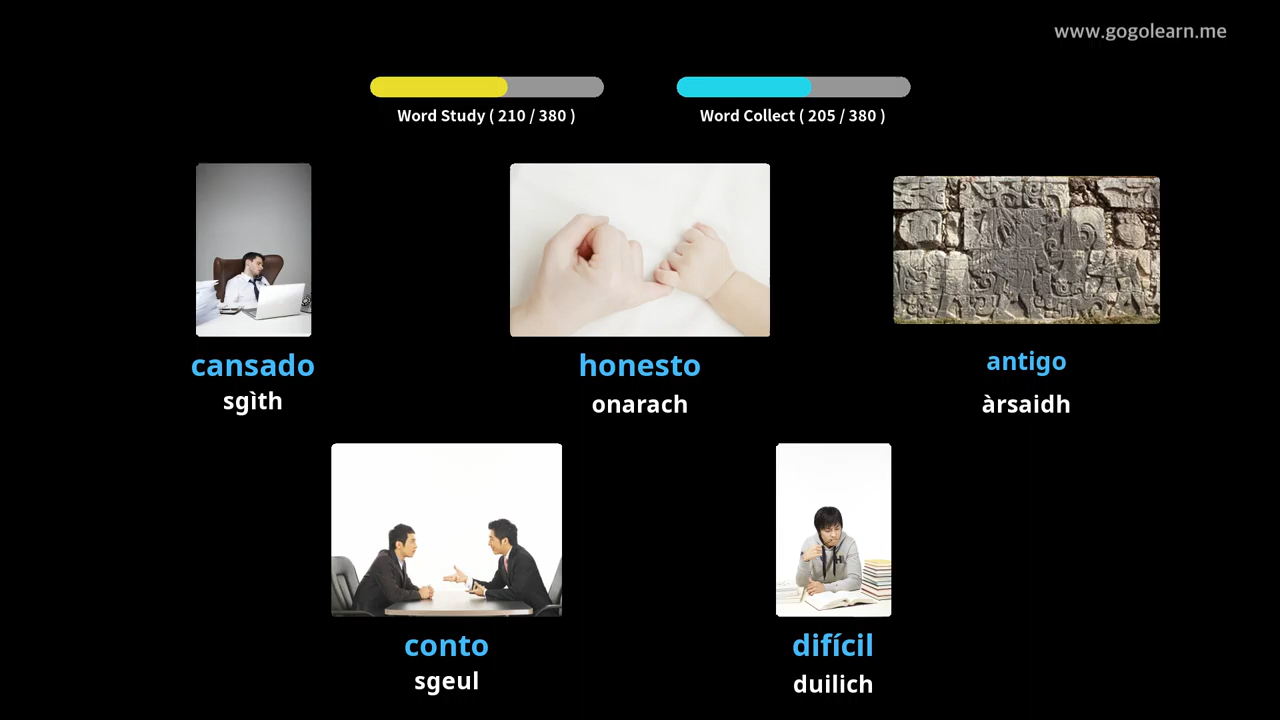 www.gogolearn.me
Word Study ( 210 / 380 )
Word Collect ( 205 / 380 )
cansado
sgìth
honesto
onarach
antigo
àrsaidh
conto
sgeul
difícil
duilich